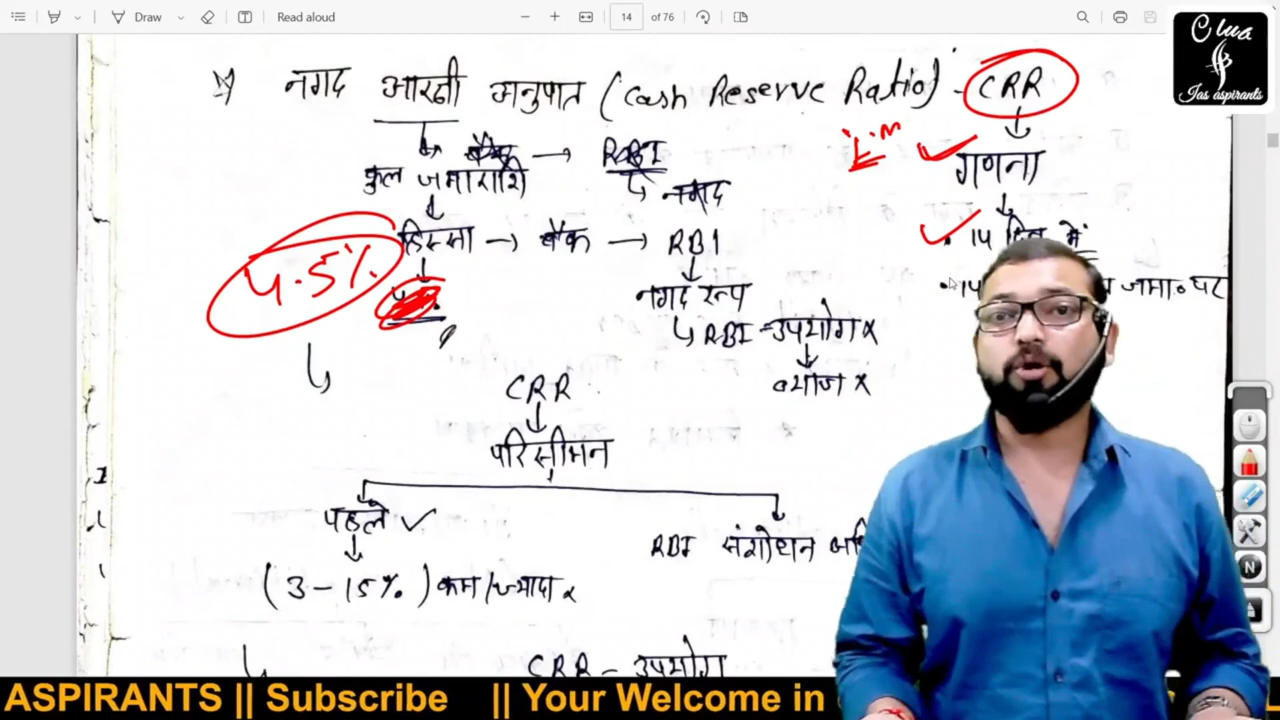 Draw
Read aloud
14 of 76
Clua
Ias aspirants
नगद आरक्षी अनुपात (Cash Reserve Ratio) - CRR
बैंक → RBI
गणना
कुल जमाराशि
नगद
14 दिन में
4.5%
हिस्सा → बैंक → RBI
नगद रूप
RBI = उपयोग x
ब्याज x
CRR
परिसीमन
पहले ✓
RBI संशोधन
(3-15%) कम/ज्यादा x
CRR - उपयोग
N
ASPIRANTS || Subscribe || Your Welcome in